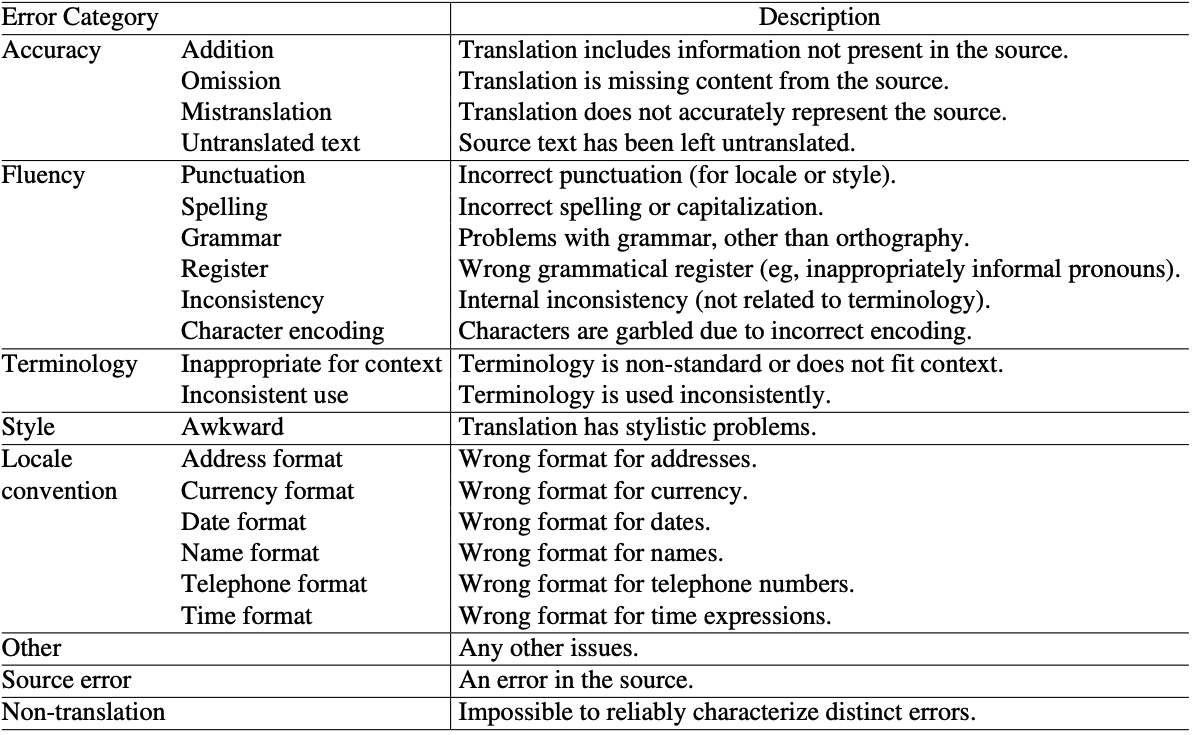 Error Category Description
Accuracy Addition Translation includes information not present in the source.
Omission Translation is missing content from the source.
Mistranslation Translation does not accurately represent the source.
Untranslated text Source text has been left untranslated.
Fluency Punctuation Incorrect punctuation (for locale or style).
Spelling Incorrect spelling or capitalization.
Grammar Problems with grammar, other than orthography.
Register Wrong grammatical register (eg, inappropriately informal pronouns).
Inconsistency Internal inconsistency (not related to terminology).
Character encoding Characters are garbled due to incorrect encoding.
Terminology Inappropriate for context Terminology is non-standard or does not fit context.
Inconsistent use Terminology is used inconsistently.
Style Awkward Translation has stylistic problems.
Locale Address format Wrong format for addresses.
convention Currency format Wrong format for currency.
Date format Wrong format for dates.
Name format Wrong format for names.
Telephone format Wrong format for telephone numbers.
Time format Wrong format for time expressions.
Other Any other issues.
Source error An error in the source.
Non-translation Impossible to reliably characterize distinct errors.